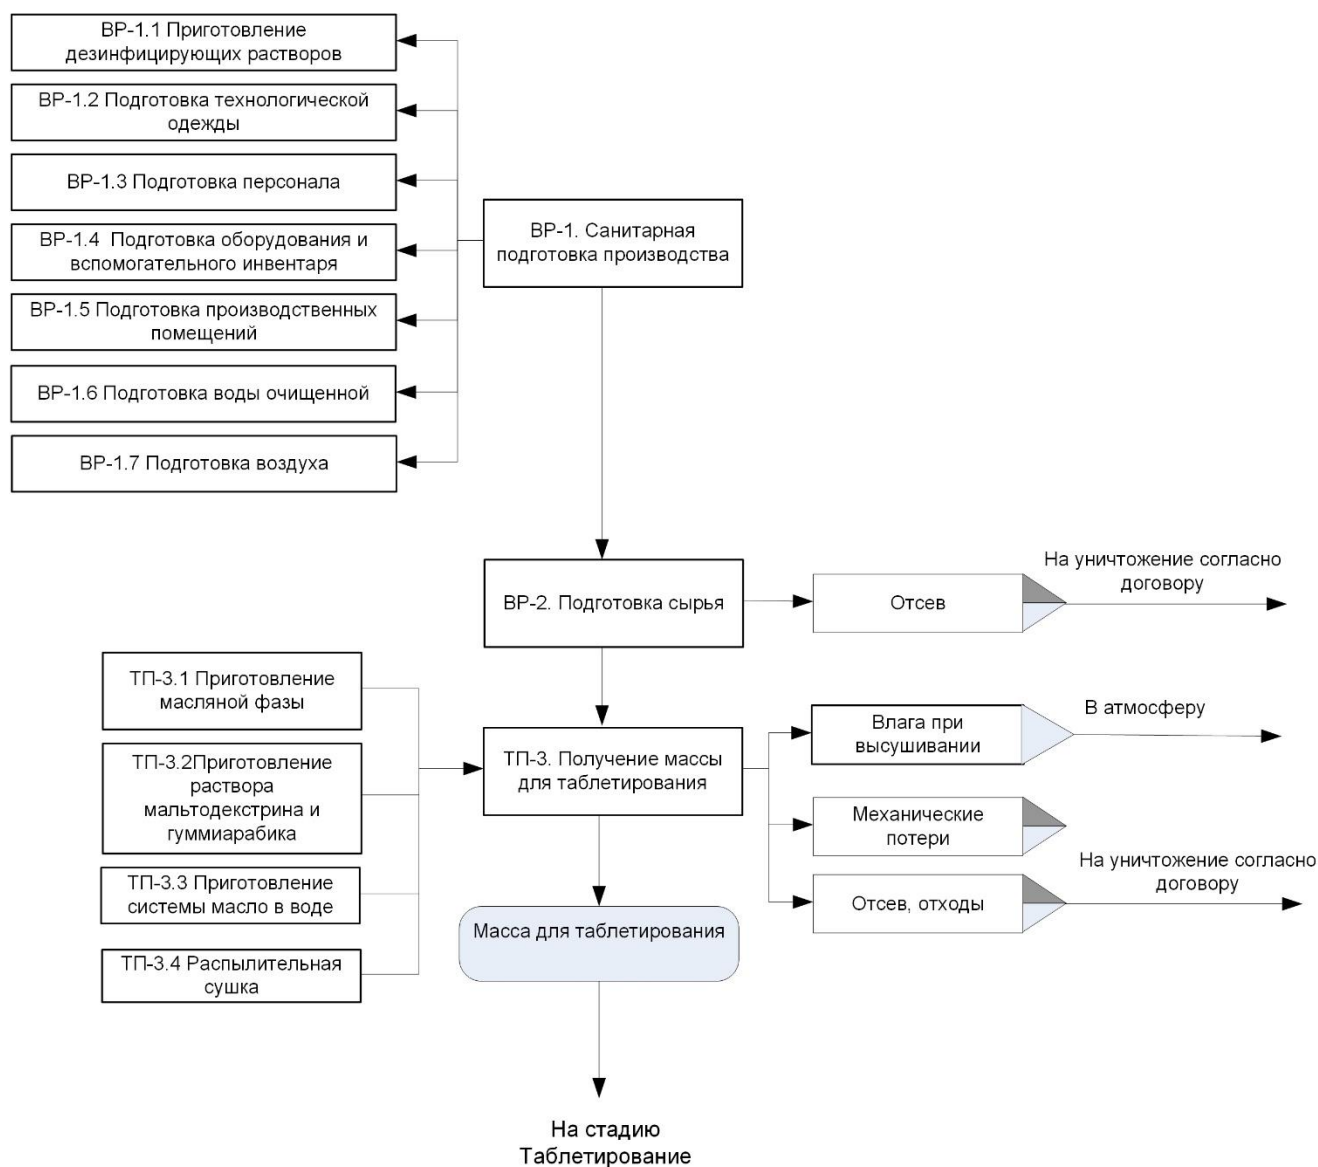 ВР-1.1 Приготовление
дезинфицирующих растворов
ВР-1.2 Подготовка технологической
одежды
ВР-1.3 Подготовка персонала
ВР-1.4 Подготовка оборудования и
вспомогательного инвентаря
ВР-1.5 Подготовка производственных
помещений
ВР-1.6 Подготовка воды очищенной
ВР-1.7 Подготовка воздуха
ВР-1. Санитарная
подготовка производства
ВР-2. Подготовка сырья
Отсев
На уничтожение согласно
договору
ТП-3.1 Приготовление
масляной фазы
ТП-3.2Приготовление
раствора
мальтодекстрина и
гуммиарабика
ТП-3.3 Приготовление
системы масло в воде
ТП-3.4 Распылительная
сушка
ТП-3. Получение массы
для таблетирования
Влага при
высушивании
В атмосферу
Механические
потери
Отсев, отходы
На уничтожение согласно
договору
Масса для таблетирования
На стадию
Таблетирование